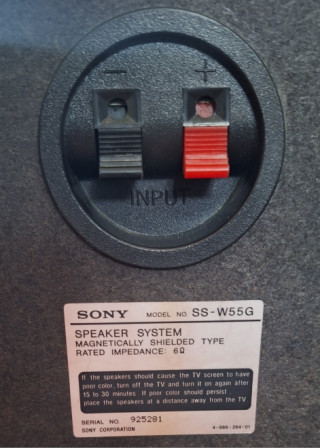 − +
INPUT
SONY MODEL NO. SS-W55G
SPEAKER SYSTEM
MAGNETICALLY SHIELDED TYPE
RATED IMPEDANCE: 6Ω
If the speakers should cause the TV screen to have
poor color, turn off the TV and turn it on again after
15 to 30 minutes. If poor color should persist
place the speakers at a distance away from the TV
SERIAL NO. 925281
SONY CORPORATION